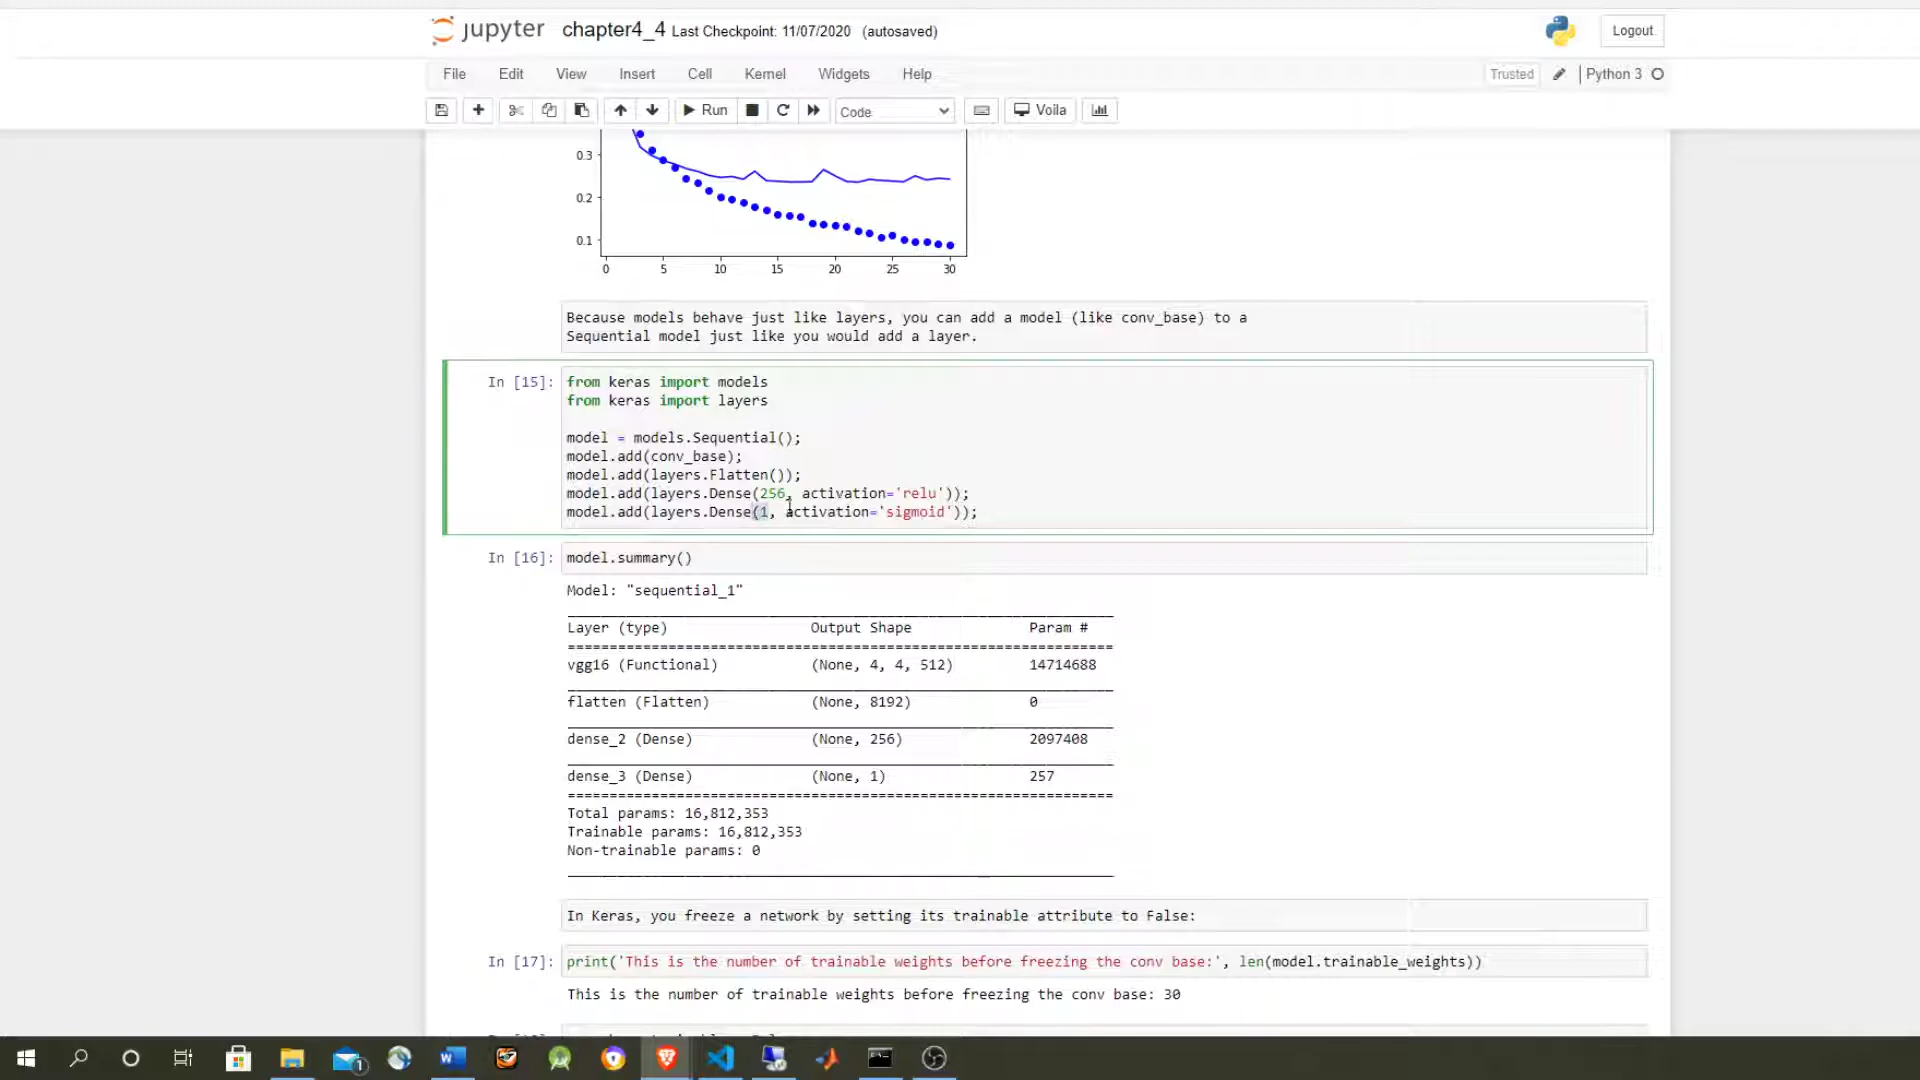 jupyter chapter4_4 Last Checkpoint: 11/07/2020 (autosaved) Logout
File Edit View Insert Cell Kernel Widgets Help Trusted Python 3
Run Code Voila
0.3
0.2
0.1
0 5 10 15 20 25 30
Because models behave just like layers, you can add a model (like conv_base) to a
Sequential model just like you would add a layer.
In [15]: from keras import models
from keras import layers
model = models.Sequential();
model.add(conv_base);
model.add(layers.Flatten());
model.add(layers.Dense(256, activation='relu'));
model.add(layers.Dense(1, activation='sigmoid'));
In [16]: model.summary()
Model: "sequential_1"
Layer (type) Output Shape Param #
vgg16 (Functional) (None, 4, 4, 512) 14714688
flatten (Flatten) (None, 8192) 0
dense_2 (Dense) (None, 256) 2097408
dense_3 (Dense) (None, 1) 257
Total params: 16,812,353
Trainable params: 16,812,353
Non-trainable params: 0
In Keras, you freeze a network by setting its trainable attribute to False:
In [17]: print('This is the number of trainable weights before freezing the conv base:', len(model.trainable_weights))
This is the number of trainable weights before freezing the conv base: 30